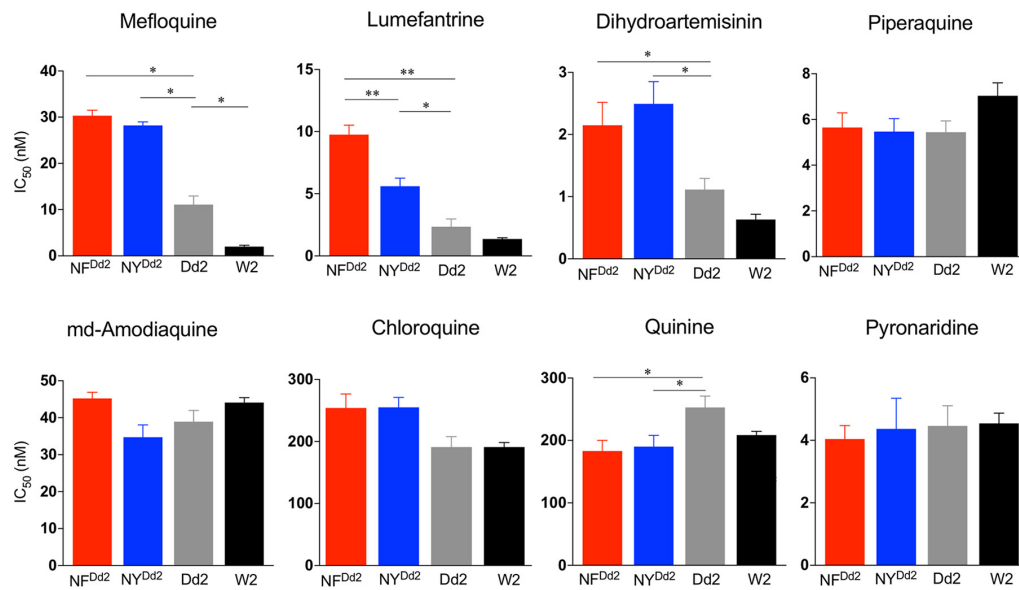 Mefloquine
Lumefantrine
Dihydroartemisinin
Piperaquine
IC50 (nM)
40
30
20
10
0
* * *
NFDd2 NYDd2 Dd2 W2
15
10
5
0
** ** *
NFDd2 NYDd2 Dd2 W2
3
2
1
0
* *
NFDd2 NYDd2 Dd2 W2
8
6
4
2
0
NFDd2 NYDd2 Dd2 W2
md-Amodiaquine
Chloroquine
Quinine
Pyronaridine
IC50 (nM)
50
40
30
20
10
0
NFDd2 NYDd2 Dd2 W2
300
200
100
0
NFDd2 NYDd2 Dd2 W2
300
200
100
0
* *
NFDd2 NYDd2 Dd2 W2
6
4
2
0
NFDd2 NYDd2 Dd2 W2